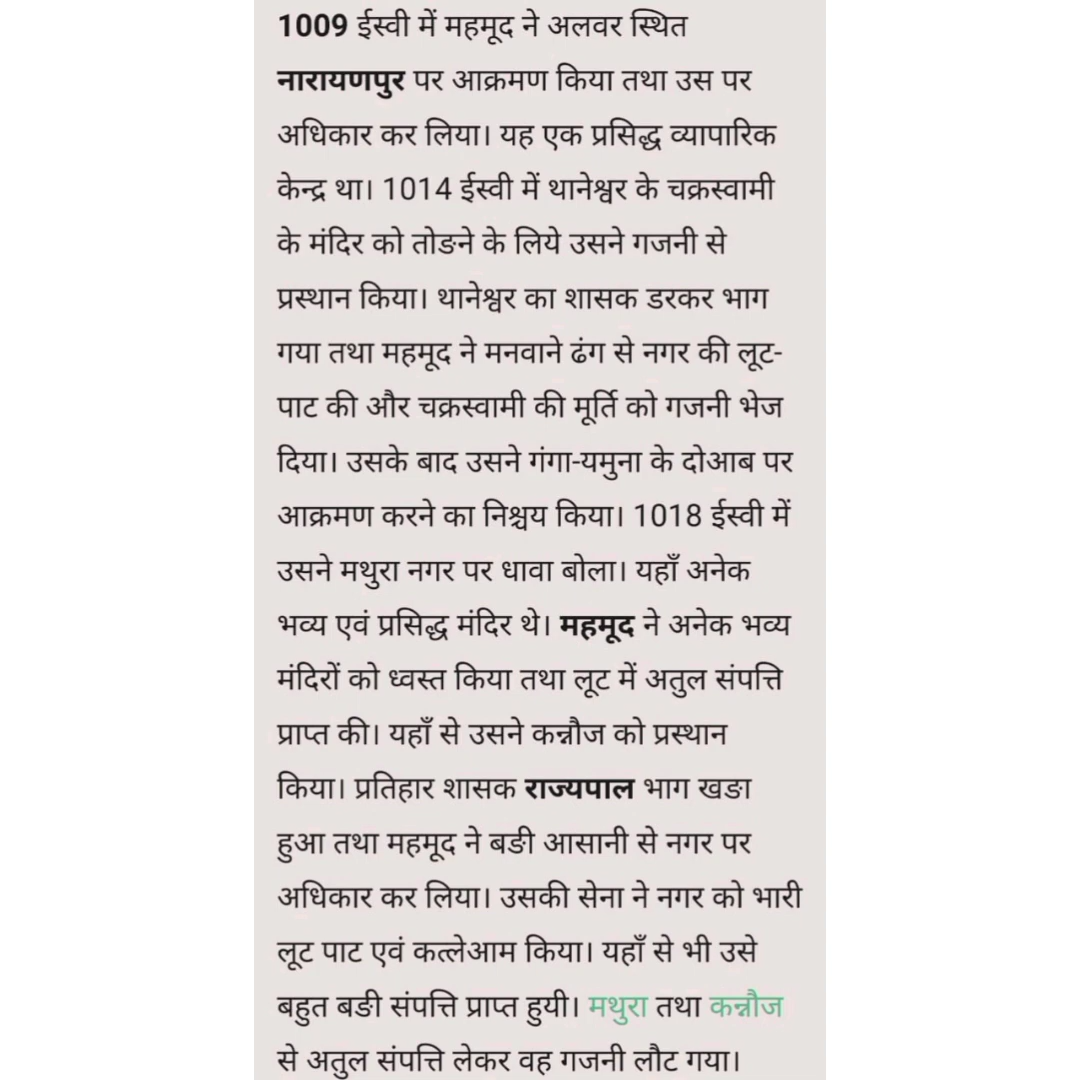 1009 ईस्वी में महमूद ने अलवर स्थित
नारायणपुर पर आक्रमण किया तथा उस पर
अधिकार कर लिया। यह एक प्रसिद्ध व्यापारिक
केन्द्र था। 1014 ईस्वी में थानेश्वर के चक्रस्वामी
के मंदिर को तोङने के लिये उसने गजनी से
प्रस्थान किया। थानेश्वर का शासक डरकर भाग
गया तथा महमूद ने मनवाने ढंग से नगर की लूट-
पाट की और चक्रस्वामी की मूर्ति को गजनी भेज
दिया। उसके बाद उसने गंगा-यमुना के दोआब पर
आक्रमण करने का निश्चय किया। 1018 ईस्वी में
उसने मथुरा नगर पर धावा बोला। यहाँ अनेक
भव्य एवं प्रसिद्ध मंदिर थे। महमूद ने अनेक भव्य
मंदिरों को ध्वस्त किया तथा लूट में अतुल संपत्ति
प्राप्त की। यहाँ से उसने कन्नौज को प्रस्थान
किया। प्रतिहार शासक राज्यपाल भाग खङा
हुआ तथा महमूद ने बङी आसानी से नगर पर
अधिकार कर लिया। उसकी सेना ने नगर को भारी
लूट पाट एवं कत्लेआम किया। यहाँ से भी उसे
बहुत बङी संपत्ति प्राप्त हुयी। मथुरा तथा कन्नौज
से अतुल संपत्ति लेकर वह गजनी लौट गया।